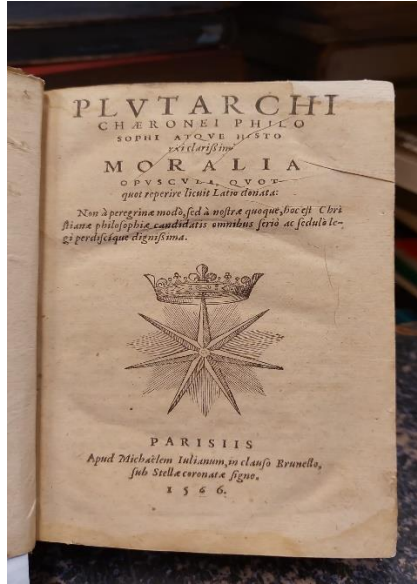 PLVTARCHI
CHÆRONEI PHILO
SOPHI ATQVE HISTO
rici clarißimi
MORALIA
OPVSCVLA, QVOT-
quot reperire licuit Latio donata:
Non à peregrinæ modò, sed à nostræ quoque, hoc est Chri
stianæ philosophiæ candidatis omnibus seriò ac sedulò le-
gi perdisciq́ue dignissima.
PARISIIS
Apud Michaëlem Iulianum, in clauso Brunello,
sub Stellæ coronatæ signo.
1566.